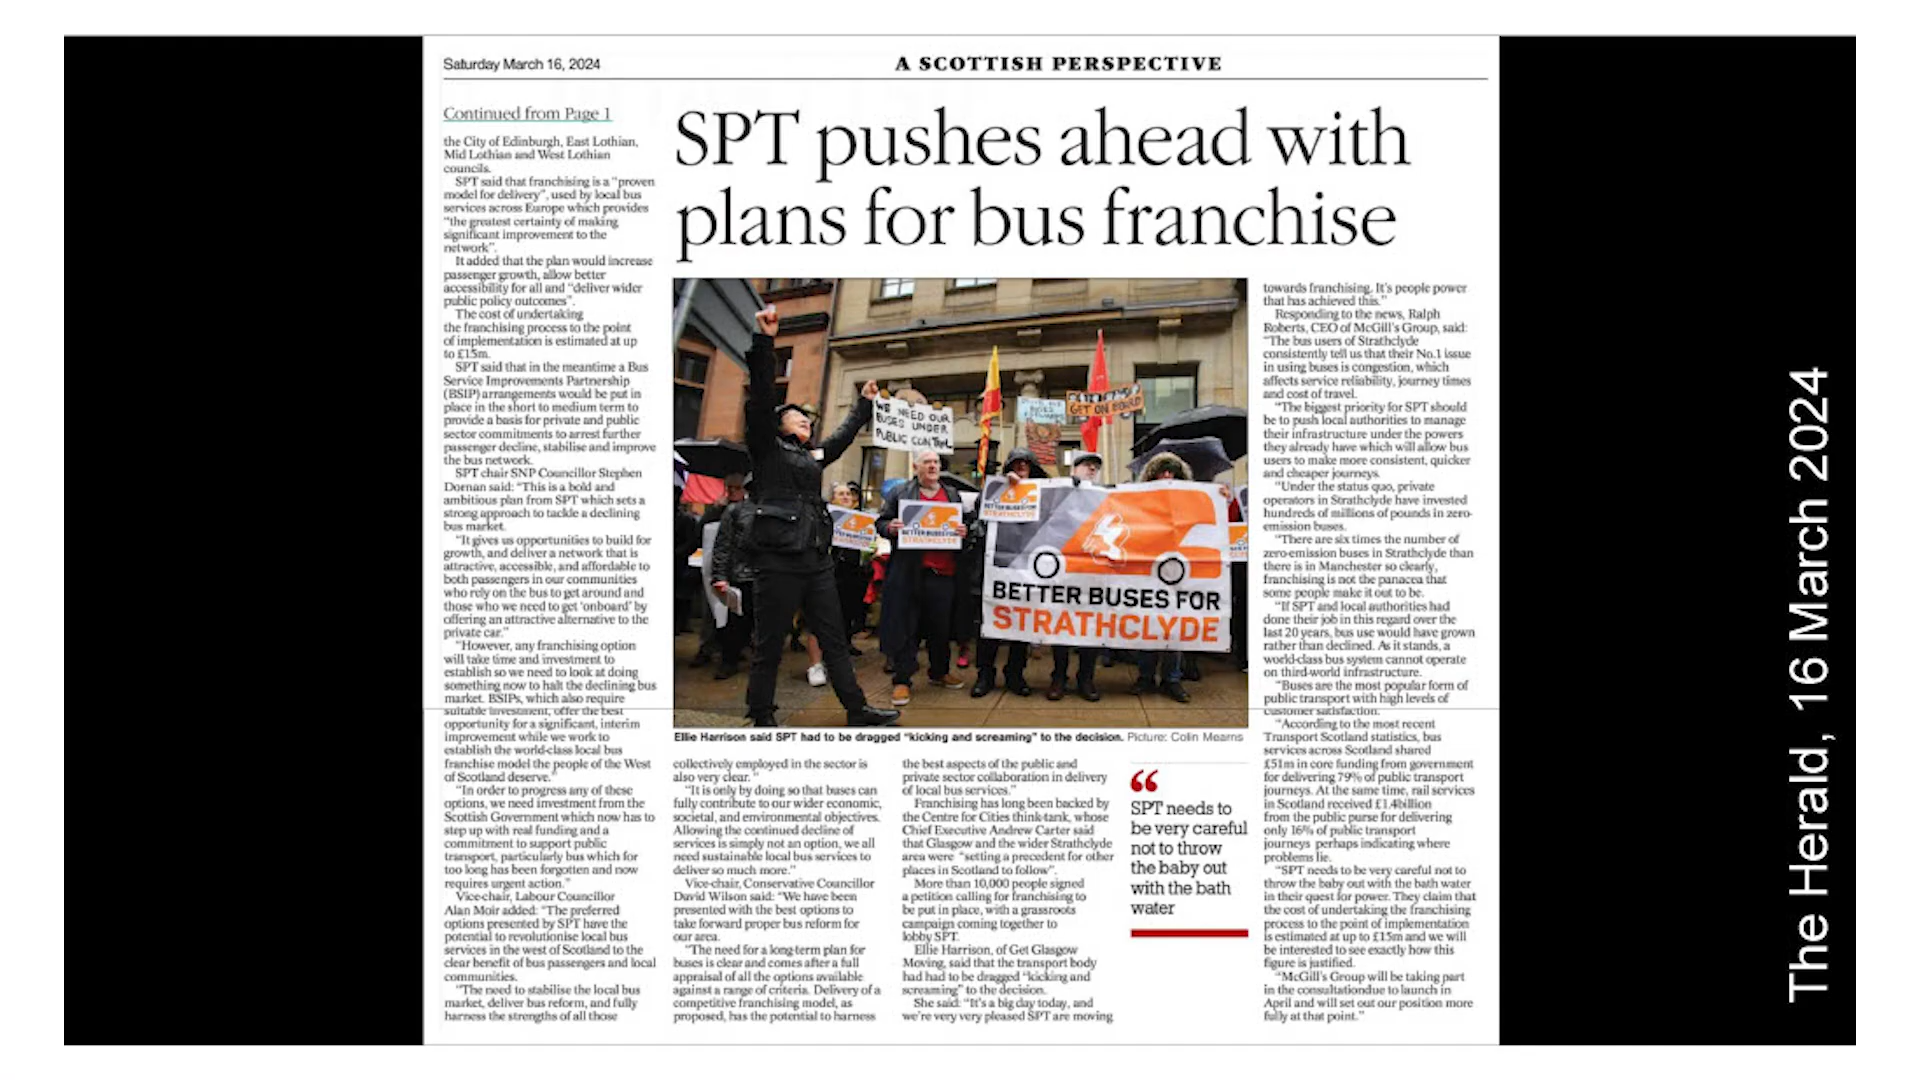 Saturday March 16, 2024
A SCOTTISH PERSPECTIVE
Continued from Page 1
the City of Edinburgh, East Lothian,
Mid Lothian and West Lothian
councils.
SPT said that franchising is a “proven
model for delivery”, used by local bus
services across Europe which provides
“the greatest certainty of making
significant improvement to the
network”.
It added that the plan would increase
passenger growth, allow better
accessibility for all and “deliver wider
public policy outcomes”.
The cost of undertaking
the franchising process to the point
of implementation is estimated at up
to £15m.
SPT said that in the meantime a Bus
Service Improvements Partnership
(BSIP) arrangements would be put in
place in the short to medium term to
provide a basis for private and public
sector commitments to arrest further
passenger decline, stabilise and improve
the bus network.
SPT chair SNP Councillor Stephen
Dornan said: “This is a bold and
ambitious plan from SPT which sets a
strong approach to tackle a declining
bus market.
“It gives us opportunities to build for
growth, and deliver a network that is
attractive, accessible, and affordable to
both passengers in our communities
who rely on the bus to get around and
those who we need to get ‘onboard’ by
offering an attractive alternative to the
private car.”
“However, any franchising option
will take time and investment to
establish so we need to look at doing
something now to halt the declining bus
market. BSIPs, which also require
suitable investment, offer the best
opportunity for a significant, interim
improvement while we work to
establish the world-class local bus
franchise model the people of the West
of Scotland deserve.”
“In order to progress any of these
options, we need investment from the
Scottish Government which now has to
step up with real funding and a
commitment to support public
transport, particularly bus which for
too long has been forgotten and now
requires urgent action.”
Vice-chair, Labour Councillor
Alan Moir added: “The preferred
options presented by SPT have the
potential to revolutionise local bus
services in the west of Scotland to the
clear benefit of bus passengers and local
communities.
“The need to stabilise the local bus
market, deliver bus reform, and fully
harness the strengths of all those
SPT pushes ahead with
plans for bus franchise
WE NEED OUR
BUSES UNDER
PUBLIC CONTROL
GET ON BOARD
BETTER BUSES FOR
STRATHCLYDE
BETTER BUSES FOR
STRATHCLYDE
BETTER BUSES FOR
STRATHCLYDE
Ellie Harrison said SPT had to be dragged “kicking and screaming” to the decision. Picture: Colin Mearns
collectively employed in the sector is
also very clear. ”
“It is only by doing so that buses can
fully contribute to our wider economic,
societal, and environmental objectives.
Allowing the continued decline of
services is simply not an option, we all
need sustainable local bus services to
deliver so much more.”
Vice-chair, Conservative Councillor
David Wilson said: “We have been
presented with the best options to
take forward proper bus reform for
our area.
“The need for a long-term plan for
buses is clear and comes after a full
appraisal of all the options available
against a range of criteria. Delivery of a
competitive franchising model, as
proposed, has the potential to harness
the best aspects of the public and
private sector collaboration in delivery
of local bus services.”
Franchising has long been backed by
the Centre for Cities think-tank, whose
Chief Executive Andrew Carter said
that Glasgow and the wider Strathclyde
area were “setting a precedent for other
places in Scotland to follow”.
More than 10,000 people signed
a petition calling for franchising to
be put in place, with a grassroots
campaign coming together to
lobby SPT.
Ellie Harrison, of Get Glasgow
Moving, said that the transport body
had had to be dragged “kicking and
screaming” to the decision.
She said: “It’s a big day today, and
we’re very very pleased SPT are moving
“
SPT needs to
be very careful
not to throw
the baby out
with the bath
water
towards franchising. It’s people power
that has achieved this.”
Responding to the news, Ralph
Roberts, CEO of McGill’s Group, said:
“The bus users of Strathclyde
consistently tell us that their No.1 issue
in using buses is congestion, which
affects service reliability, journey times
and cost of travel.
“The biggest priority for SPT should
be to push local authorities to manage
their infrastructure under the powers
they already have which will allow bus
users to make more consistent, quicker
and cheaper journeys.
“Under the status quo, private
operators in Strathclyde have invested
hundreds of millions of pounds in zero-
emission buses.
“There are six times the number of
zero-emission buses in Strathclyde than
there is in Manchester so clearly,
franchising is not the panacea that
some people make it out to be.
“If SPT and local authorities had
done their job in this regard over the
last 20 years, bus use would have grown
rather than declined. As it stands, a
world-class bus system cannot operate
on third-world infrastructure.
“Buses are the most popular form of
public transport with high levels of
customer satisfaction.
“According to the most recent
Transport Scotland statistics, bus
services across Scotland shared
£51m in core funding from government
for delivering 79% of public transport
journeys. At the same time, rail services
in Scotland received £1.4billion
from the public purse for delivering
only 16% of public transport
journeys perhaps indicating where
problems lie.
“SPT needs to be very careful not to
throw the baby out with the bath water
in their quest for power. They claim that
the cost of undertaking the franchising
process to the point of implementation
is estimated at up to £15m and we will
be interested to see exactly how this
figure is justified.
“McGill’s Group will be taking part
in the consultationdue to launch in
April and will set out our position more
fully at that point.”
The Herald, 16 March 2024